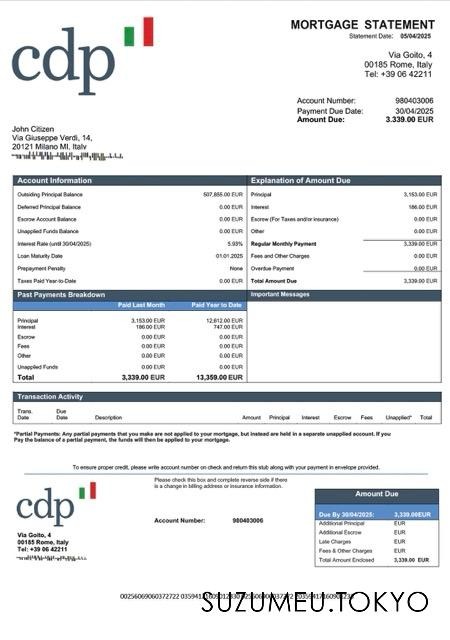 cdp
MORTGAGE STATEMENT
Statement Date: 05/04/2025
Via Goito, 4
00185 Rome, Italy
Tel: +39 06 42211
Account Number: 980403006
Payment Due Date: 30/04/2025
Amount Due: 3.339.00 EUR
John Citizen
Via Giuseppe Verdi, 14,
20121 Milano MI, Italy
Account Information
Outsiding Principal Balance 507,855.00 EUR
Deferred Principal Balance 0.00 EUR
Escrow Account Balance 0.00 EUR
Unapplied Funds Balance 0.00 EUR
Interest Rate (until 30/04/2025) 5.93%
Loan Maturity Date 01.01.2025
Prepayment Penalty None
Taxes Paid Year-to-Date 0.00 EUR
Explanation of Amount Due
Principal 3,153.00 EUR
Interest 186.00 EUR
Escrow (For Taxes and/or insurance) 0.00 EUR
Other 0.00 EUR
Regular Monthly Payment 3,339.00 EUR
Fees and Other Charges 0.00 EUR
Overdue Payment 0.00 EUR
Total Amount Due 3,339.00 EUR
Past Payments Breakdown
Paid Last Month Paid Year to Date
Principal 3,153.00 EUR 12,612.00 EUR
Interest 186.00 EUR 747.00 EUR
Escrow 0.00 EUR 0.00 EUR
Fees 0.00 EUR 0.00 EUR
Other 0.00 EUR 0.00 EUR
Unapplied Funds 0.00 EUR 0.00 EUR
Total 3,339.00 EUR 13,359.00 EUR
Important Messages
Transaction Activity
Trans. Date Due Date Description Amount Principal Interest Escrow Fees Unapplied* Total
*Partial Payments: Any partial payments that you make are not applied to your mortgage, but instead are held in a separate unapplied account. If you
Pay the balance of a partial payment, the funds will then be applied to your mortgage.
To ensure proper credit, please write account number on check and return this stub along with your payment in envelope provided.
cdp
Via Goito, 4
00185 Rome, Italy
Tel: +39 06 42211
Please check this box and complete reverse side if there
is a change in billing address or insurance information.
Account Number: 980403006
Amount Due
Due By 30/04/2025: 3,339.00EUR
Additional Principal EUR
Additional Escrow EUR
Late Charges EUR
Fees & Other Charges EUR
Total Amount Enclosed 3,339.00 EUR
SUZUMEU.TOKYO